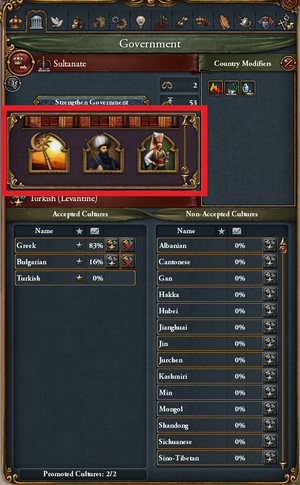 Government
Sultanate
Country Modifiers
2
Strengthen Government
53
Turkish (Levantine)
Accepted Cultures
Non-Accepted Cultures
Name
Name
Greek 83%
Albanian 0%
Bulgarian 16%
Cantonese 0%
Turkish 0%
Gan 0%
Hakka 0%
Hubei 0%
Jianghuai 0%
Jin 0%
Jurchen 0%
Kashmiri 0%
Min 0%
Mongol 0%
Shandong 0%
Sichuanese 0%
Sino-Tibetan 0%
Promoted Cultures: 2/2